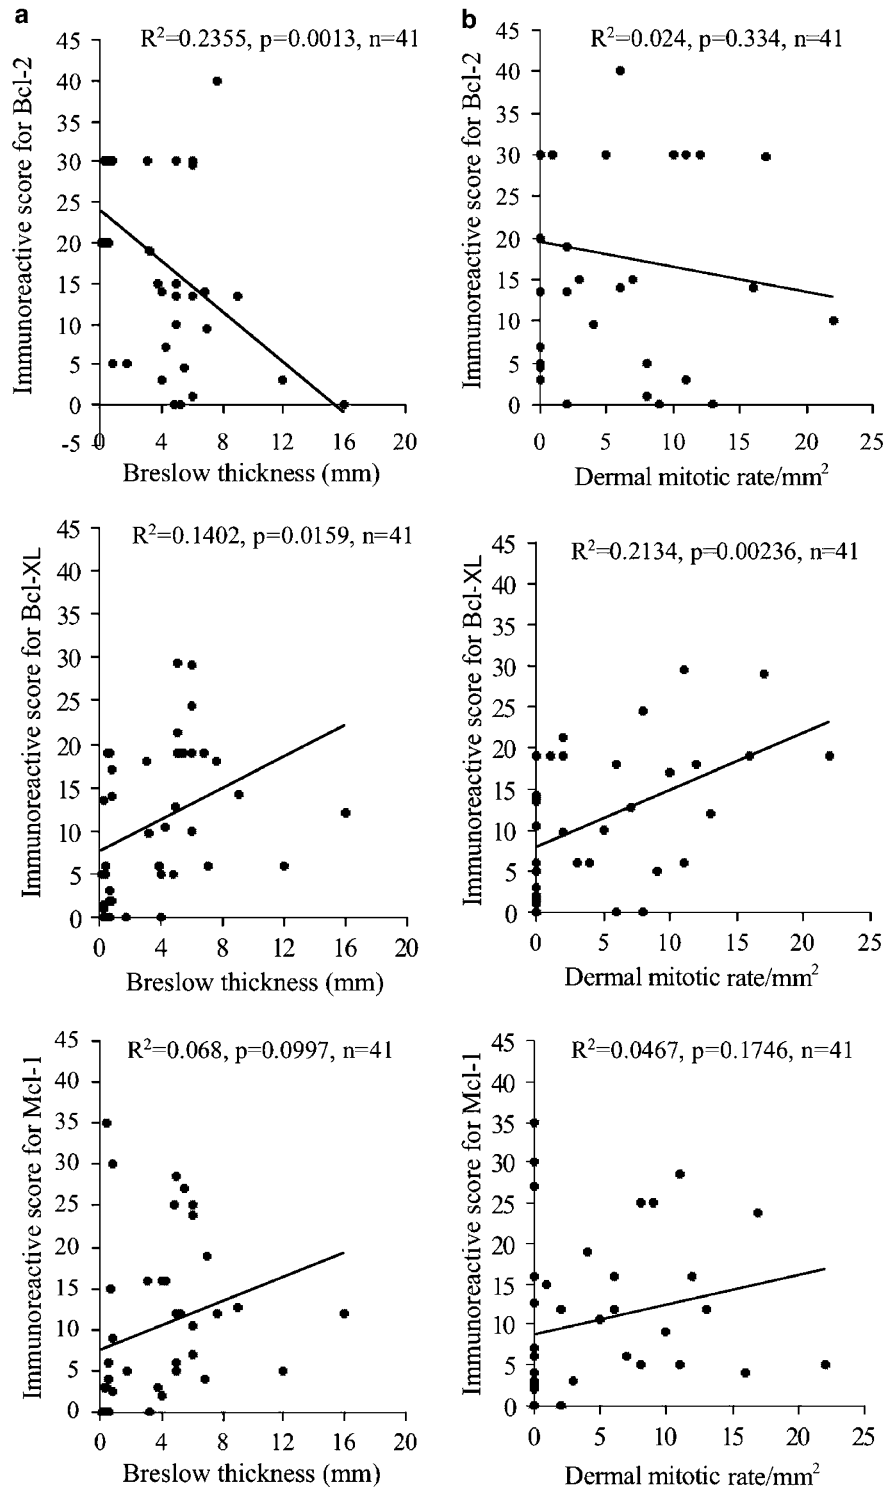 a
R²=0.2355, p=0.0013, n=41
Immunoreactive score for Bcl-2
45
40
35
30
25
20
15
10
5
0
-5
0 4 8 12 16 20
Breslow thickness (mm)
b
R²=0.024, p=0.334, n=41
Immunoreactive score for Bcl-2
45
40
35
30
25
20
15
10
5
0
0 5 10 15 20 25
Dermal mitotic rate/mm²
R²=0.1402, p=0.0159, n=41
Immunoreactive score for Bcl-XL
45
40
35
30
25
20
15
10
5
0
0 4 8 12 16 20
Breslow thickness (mm)
R²=0.2134, p=0.00236, n=41
Immunoreactive score for Bcl-XL
45
40
35
30
25
20
15
10
5
0
0 5 10 15 20 25
Dermal mitotic rate/mm²
R²=0.068, p=0.0997, n=41
Immunoreactive score for Mcl-1
45
40
35
30
25
20
15
10
5
0
0 4 8 12 16 20
Breslow thickness (mm)
R²=0.0467, p=0.1746, n=41
Immunoreactive score for Mcl-1
45
40
35
30
25
20
15
10
5
0
0 5 10 15 20 25
Dermal mitotic rate/mm²